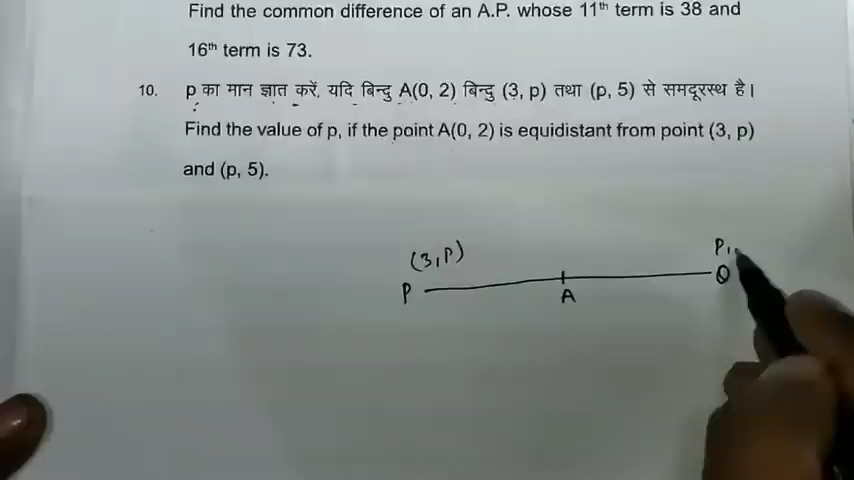 Find the common difference of an A.P. whose 11th term is 38 and
16th term is 73.
10. p का मान ज्ञात करें, यदि बिन्दु A(0, 2) बिन्दु (3, p) तथा (p, 5) से समदूरस्थ है।
Find the value of p, if the point A(0, 2) is equidistant from point (3, p)
and (p, 5).
(3, P) P,
P A Q